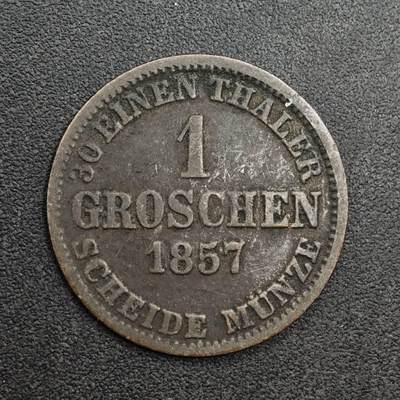 30 EINEN THALER
1
GROSCHEN
1857
SCHEIDE MÜNZE